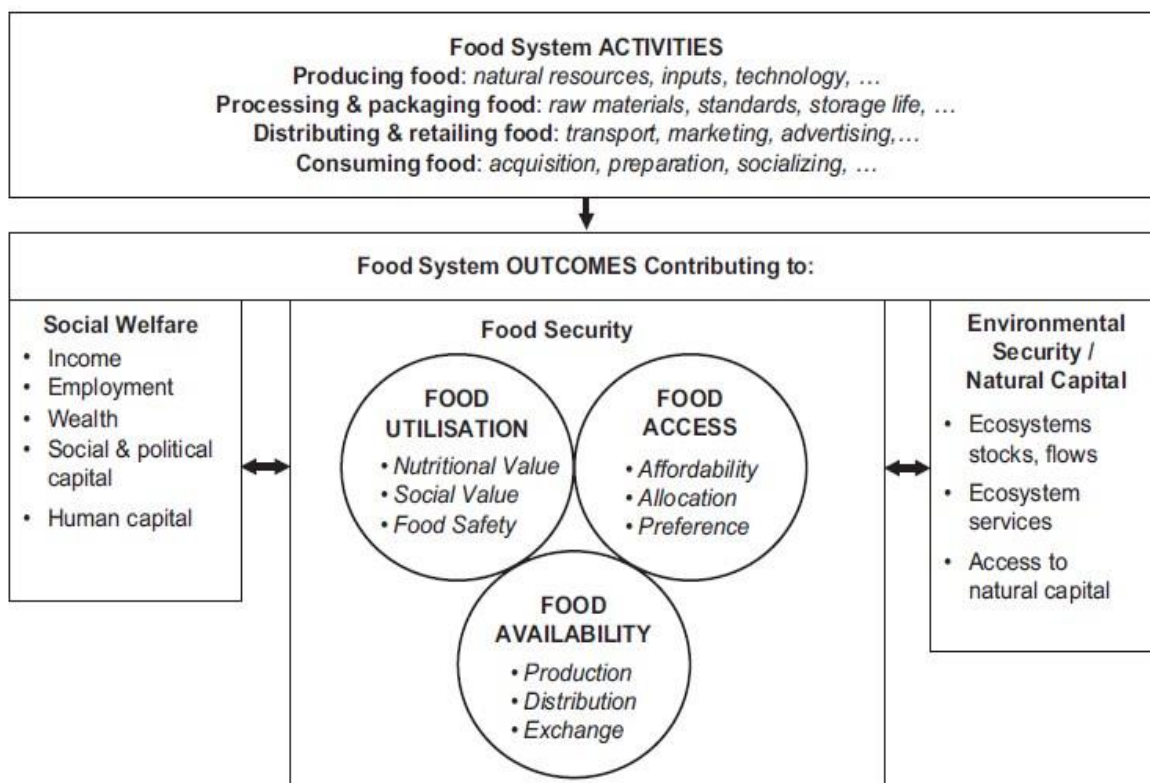 Food System ACTIVITIES
Producing food: natural resources, inputs, technology, …
Processing & packaging food: raw materials, standards, storage life, …
Distributing & retailing food: transport, marketing, advertising,…
Consuming food: acquisition, preparation, socializing, …
Food System OUTCOMES Contributing to:
Social Welfare
• Income
• Employment
• Wealth
• Social & political
capital
• Human capital
Food Security
FOOD
UTILISATION
• Nutritional Value
• Social Value
• Food Safety
FOOD
ACCESS
• Affordability
• Allocation
• Preference
FOOD
AVAILABILITY
• Production
• Distribution
• Exchange
Environmental
Security /
Natural Capital
• Ecosystems
stocks, flows
• Ecosystem
services
• Access to
natural capital